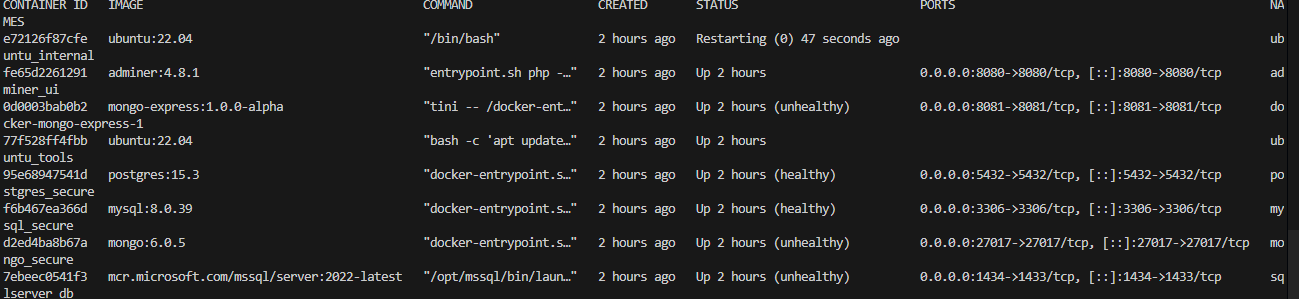 CONTAINER ID   IMAGE                                        COMMAND                  CREATED       STATUS                          PORTS                                             NA
MES
e72126f87cfe   ubuntu:22.04                                 "/bin/bash"              2 hours ago   Restarting (0) 47 seconds ago                                                     ub
untu_internal
fe65d2261291   adminer:4.8.1                                "entrypoint.sh php -…"   2 hours ago   Up 2 hours                      0.0.0.0:8080->8080/tcp, [::]:8080->8080/tcp       ad
miner_ui
0d0003bab0b2   mongo-express:1.0.0-alpha                    "tini -- /docker-ent…"   2 hours ago   Up 2 hours (unhealthy)          0.0.0.0:8081->8081/tcp, [::]:8081->8081/tcp       do
cker-mongo-express-1
77f528ff4fbb   ubuntu:22.04                                 "bash -c 'apt update…"   2 hours ago   Up 2 hours                                                                        ub
untu_tools
95e68947541d   postgres:15.3                                "docker-entrypoint.s…"   2 hours ago   Up 2 hours (healthy)            0.0.0.0:5432->5432/tcp, [::]:5432->5432/tcp       po
stgres_secure
f6b467ea366d   mysql:8.0.39                                 "docker-entrypoint.s…"   2 hours ago   Up 2 hours (healthy)            0.0.0.0:3306->3306/tcp, [::]:3306->3306/tcp       my
sql_secure
d2ed4ba8b67a   mongo:6.0.5                                  "docker-entrypoint.s…"   2 hours ago   Up 2 hours (unhealthy)          0.0.0.0:27017->27017/tcp, [::]:27017->27017/tcp   mo
ngo_secure
7ebeec0541f3   mcr.microsoft.com/mssql/server:2022-latest   "/opt/mssql/bin/laun…"   2 hours ago   Up 2 hours (unhealthy)          0.0.0.0:1434->1433/tcp, [::]:1434->1433/tcp       sq
lserver_db